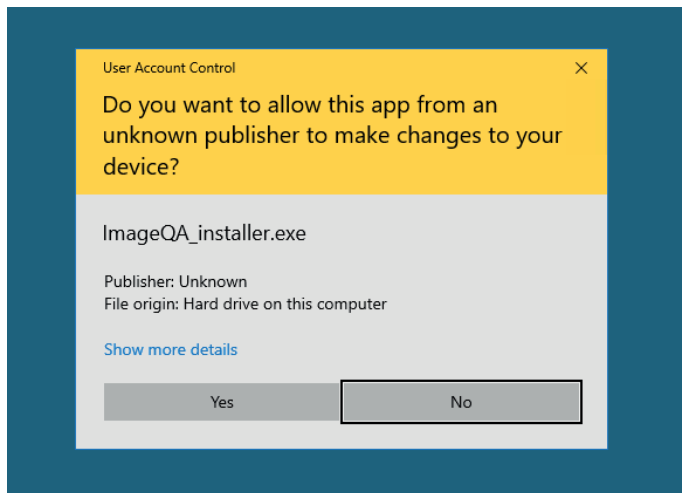 User Account Control
Do you want to allow this app from an
unknown publisher to make changes to your
device?
ImageQA_installer.exe
Publisher: Unknown
File origin: Hard drive on this computer
Show more details
Yes
No